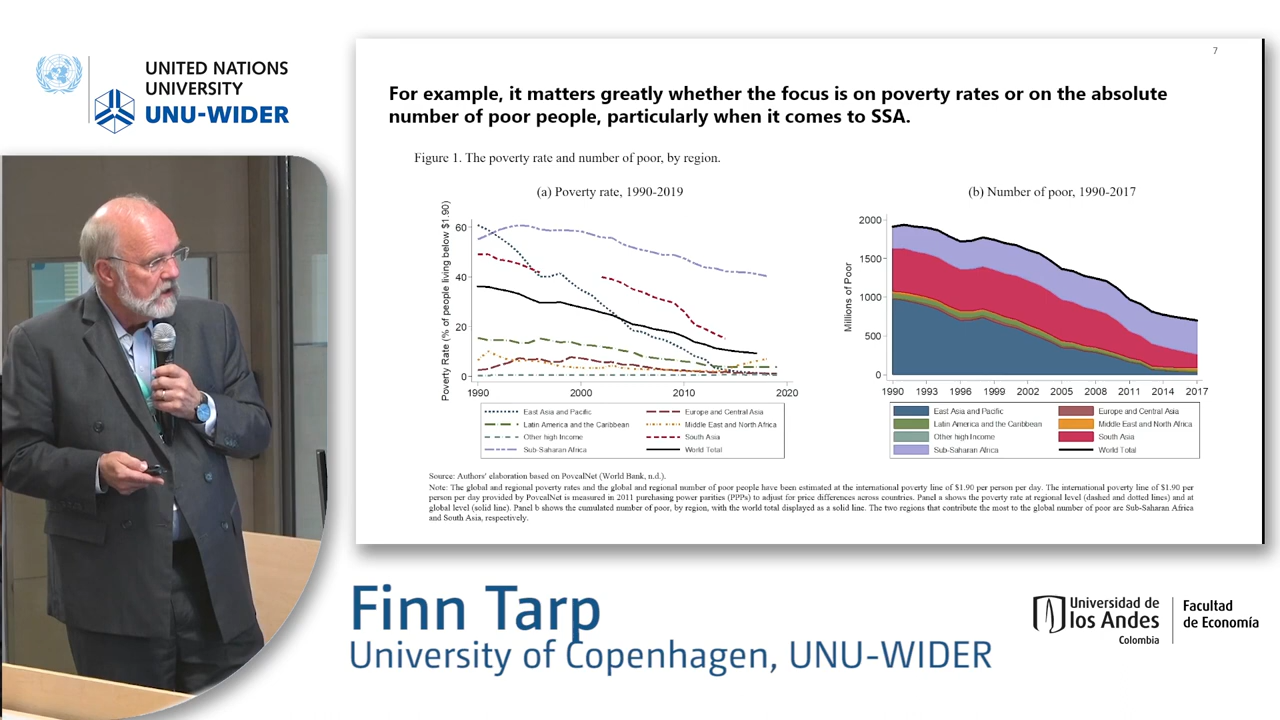 UNITED NATIONS
UNIVERSITY
UNU-WIDER
7
For example, it matters greatly whether the focus is on poverty rates or on the absolute
number of poor people, particularly when it comes to SSA.
Figure 1. The poverty rate and number of poor, by region.
(a) Poverty rate, 1990-2019
Poverty Rate (% of people living below $1.90)
60
40
20
0
1990
2000
2010
2020
East Asia and Pacific
Europe and Central Asia
Latin America and the Caribbean
Middle East and North Africa
Other high Income
South Asia
Sub-Saharan Africa
World Total
(b) Number of poor, 1990-2017
Millions of Poor
2000
1500
1000
500
0
1990
1993
1996
1999
2002
2005
2008
2011
2014
2017
East Asia and Pacific
Europe and Central Asia
Latin America and the Caribbean
Middle East and North Africa
Other high Income
South Asia
Sub-Saharan Africa
World Total
Source: Authors' elaboration based on PovcalNet (World Bank, n.d.).
Note: The global and regional poverty rates and the global and regional number of poor people have been estimated at the international poverty line of $1.90 per person per day. The international poverty line of $1.90 per
person per day provided by PovcalNet is measured in 2011 purchasing power parities (PPPs) to adjust for price differences across countries. Panel a shows the poverty rate at regional level (dashed and dotted lines) and at
global level (solid line). Panel b shows the cumulated number of poor, by region, with the world total displayed as a solid line. The two regions that contribute the most to the global number of poor are Sub-Saharan Africa
and South Asia, respectively.
Finn Tarp
University of Copenhagen, UNU-WIDER
Universidad de
los Andes
Colombia
Facultad
de Economía